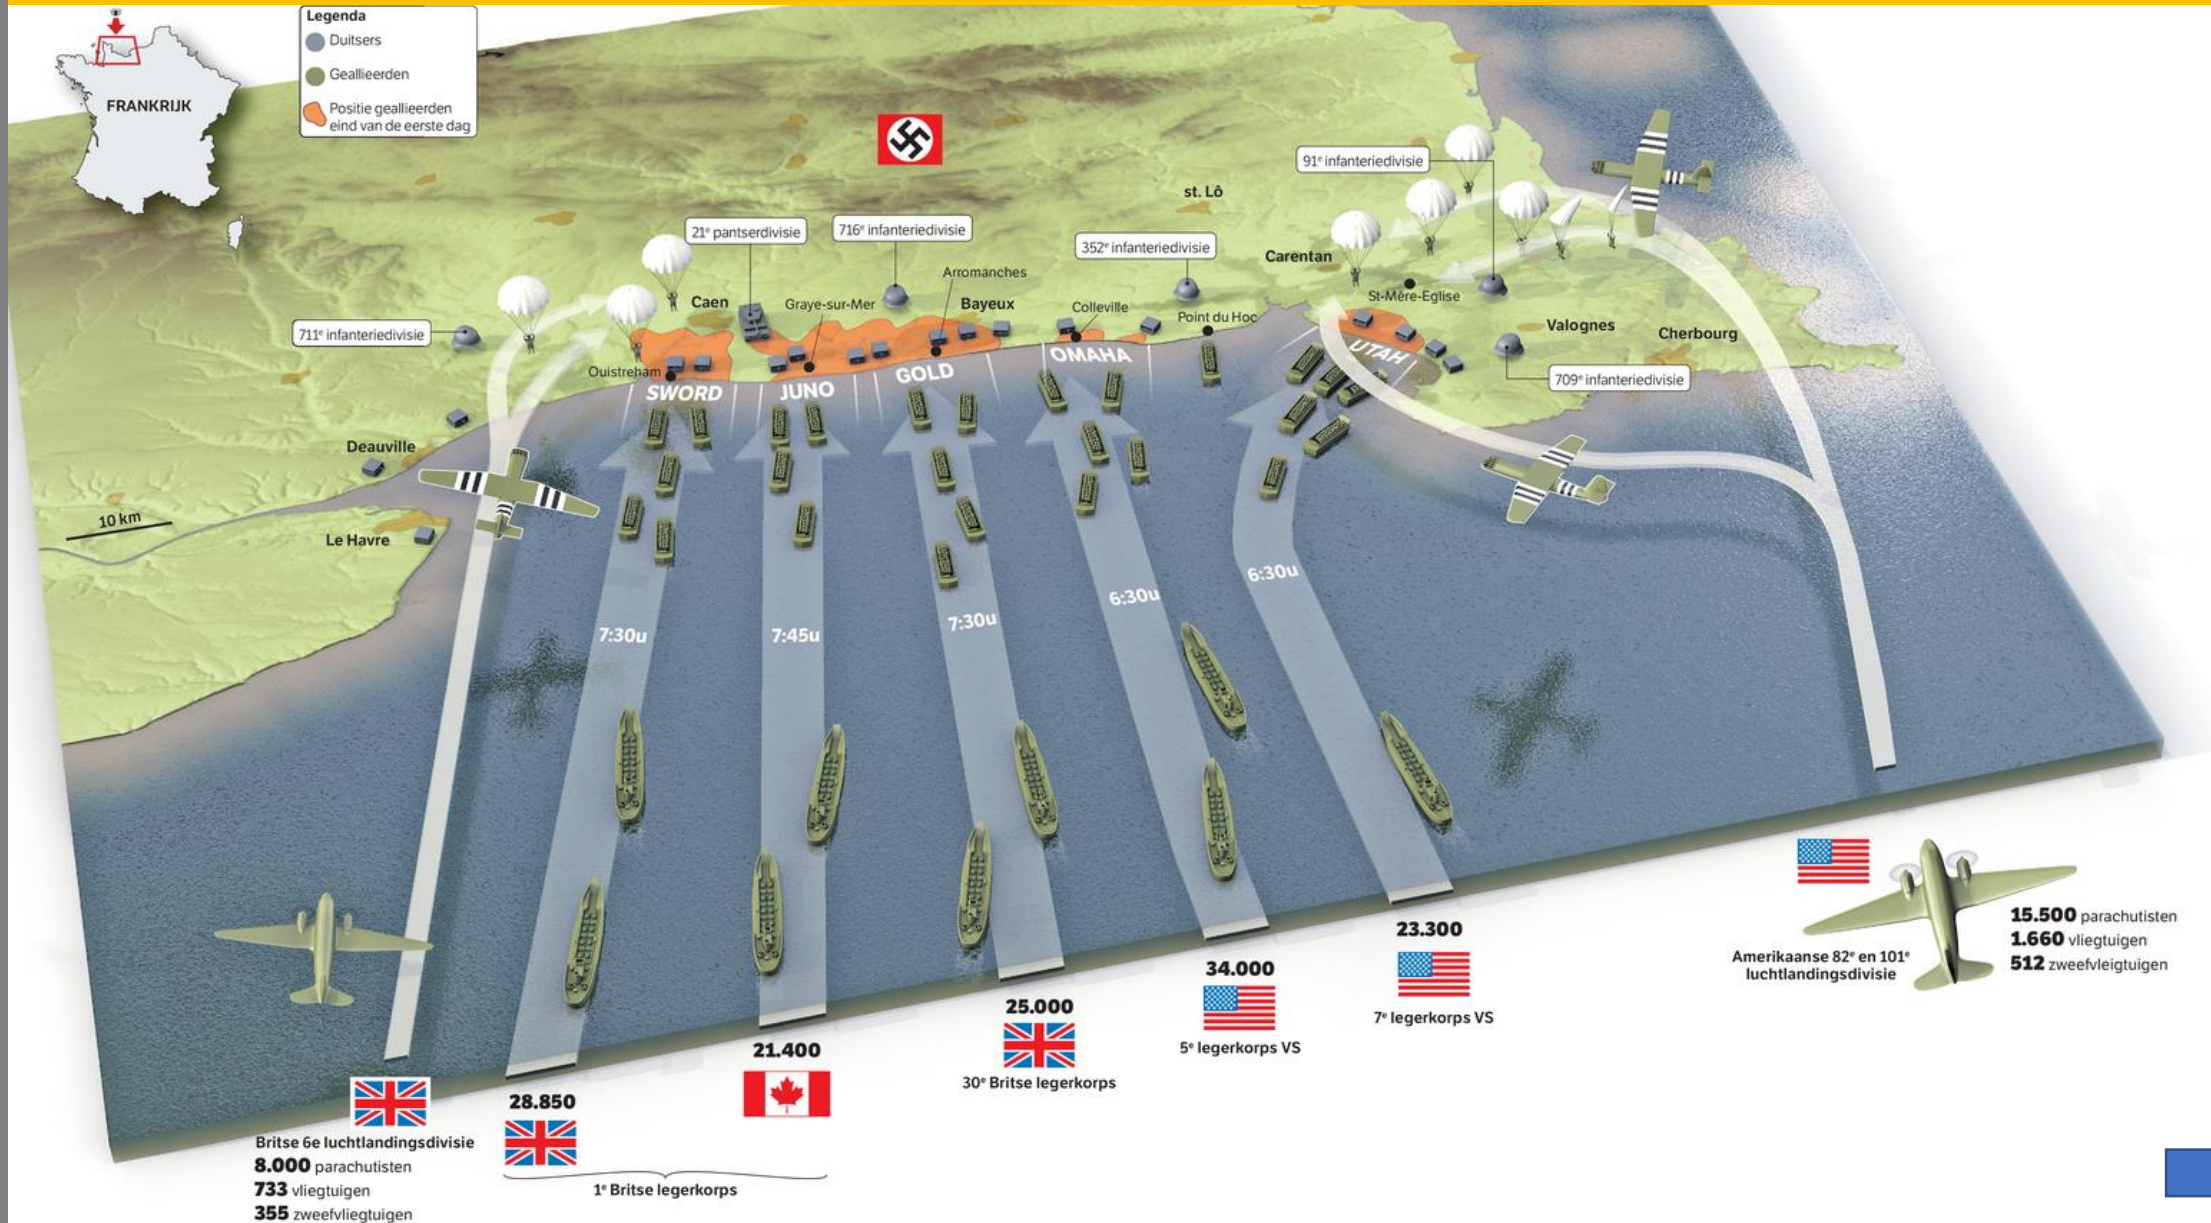 Legenda
Duitsers
Geallieerden
Positie geallieerden
eind van de eerste dag
FRANKRIJK
91e infanteriedivisie
st. Lô
21e pantserdivisie
716e infanteriedivisie
352e infanteriedivisie
Carentan
Arromanches
St-Mère-Eglise
Caen
Graye-sur-Mer
Bayeux
Colleville
Point du Hoc
711e infanteriedivisie
Valognes
Cherbourg
Ouistreham
SWORD
JUNO
GOLD
OMAHA
UTAH
709e infanteriedivisie
Deauville
10 km
Le Havre
7:30u
7:45u
7:30u
6:30u
6:30u
Britse 6e luchtlandingsdivisie
8.000 parachutisten
733 vliegtuigen
355 zweefvliegtuigen
28.850
21.400
1e Britse legerkorps
25.000
30e Britse legerkorps
34.000
5e legerkorps VS
23.300
7e legerkorps VS
Amerikaanse 82e en 101e
luchtlandingsdivisie
15.500 parachutisten
1.660 vliegtuigen
512 zweefvleigtuigen